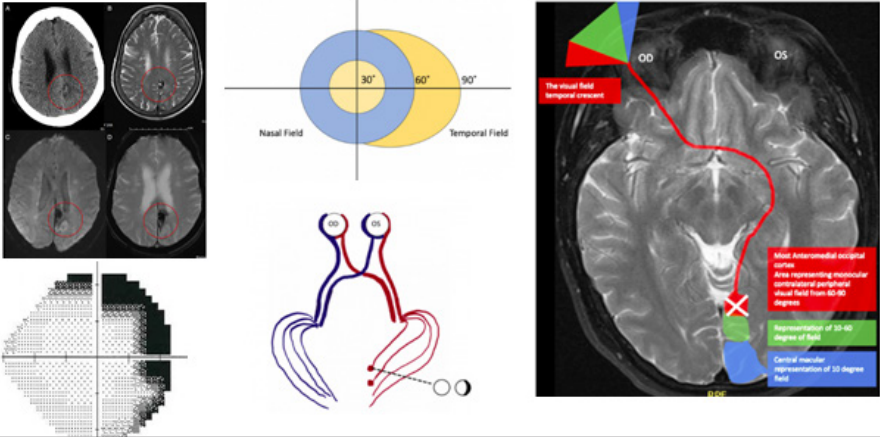 A
B
C
D
30°
60°
90°
Nasal Field
Temporal Field
OD
OS
OD
OS
The visual field
temporal crescent
Most Anteromedial occipital
cortex
Area representing monocular
contralateral peripheral
visual field from 60-90
degrees
Representation of 10-60
degree of field
Central macular
representation of 10 degree
field